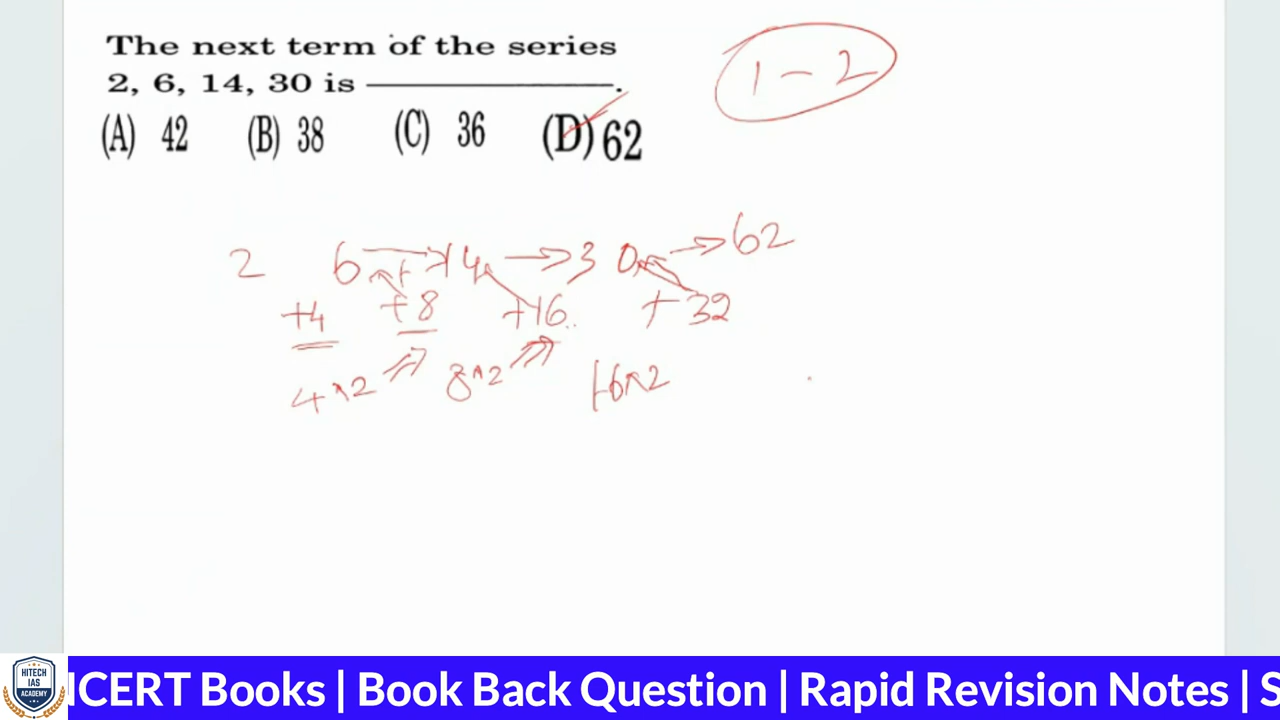 The next term of the series
2, 6, 14, 30 is ________.
(A) 42 (B) 38 (C) 36 (D) 62
1 - 2
2 6 → 14 → 30 → 62
+4 +8 +16 +32
4×2 8×2 16×2
HITECH
IAS
ACADEMY
NCERT Books | Book Back Question | Rapid Revision Notes | S